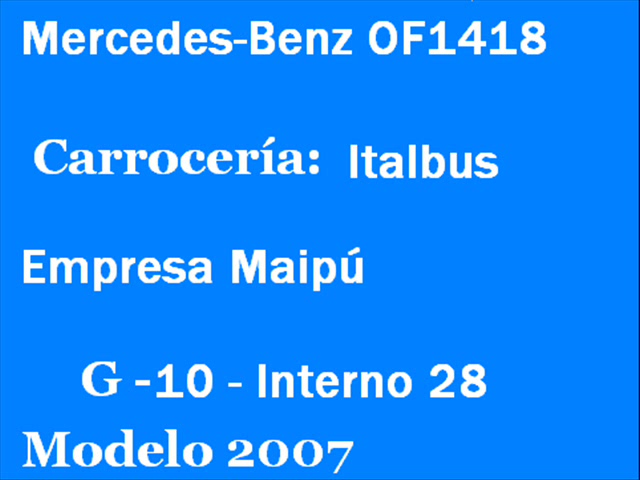 Mercedes-Benz OF1418
Carrocería: Italbus
Empresa Maipú
G -10 - Interno 28
Modelo 2007